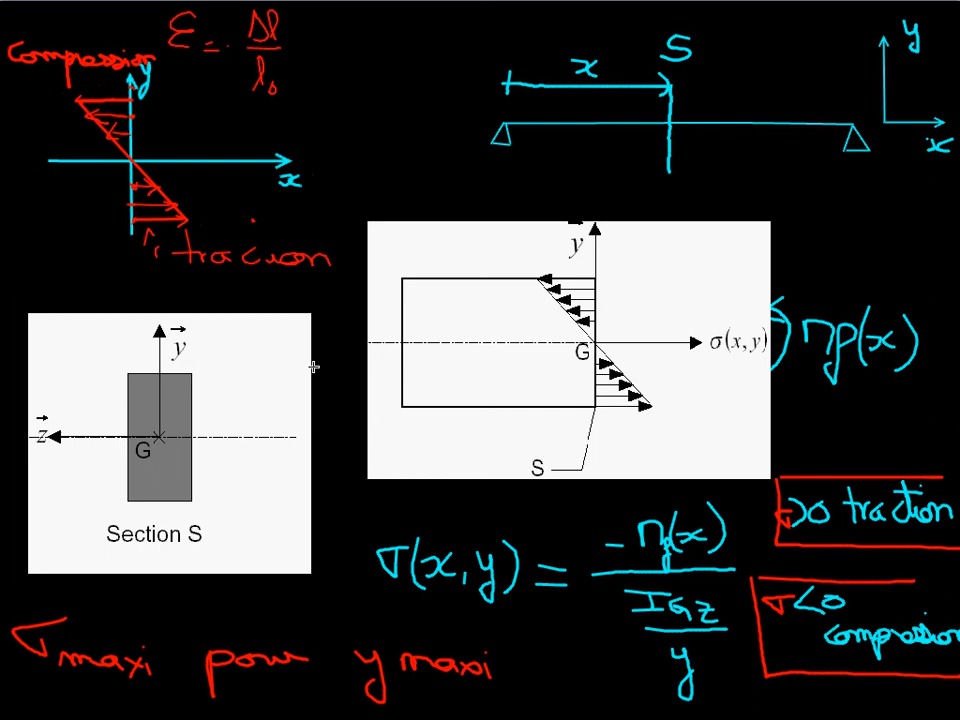 ε = Δl / l₀
Compression
y
x
traction
x
S
y
x
y
σ(x, y)
G
S
) Mf(x)
y
z
G
Section S
σ(x, y) = - Mf(x) / (IGz / y)
σ>0 traction
σ<0
compression
σ maxi pour y maxi